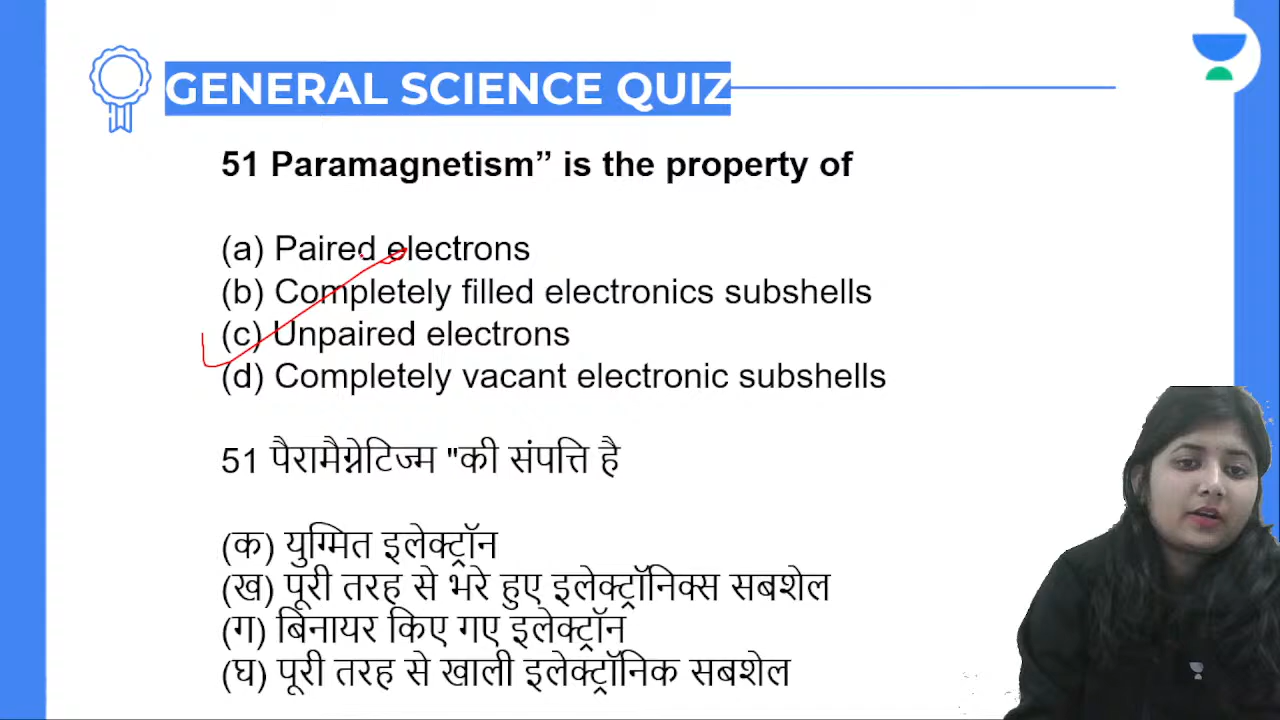 GENERAL SCIENCE QUIZ
51 Paramagnetism” is the property of
(a) Paired electrons
(b) Completely filled electronics subshells
(c) Unpaired electrons
(d) Completely vacant electronic subshells
51 पैरामैग्नेटिज्म "की संपत्ति है
(क) युग्मित इलेक्ट्रॉन
(ख) पूरी तरह से भरे हुए इलेक्ट्रॉनिक्स सबशेल
(ग) बिनायर किए गए इलेक्ट्रॉन
(घ) पूरी तरह से खाली इलेक्ट्रॉनिक सबशेल